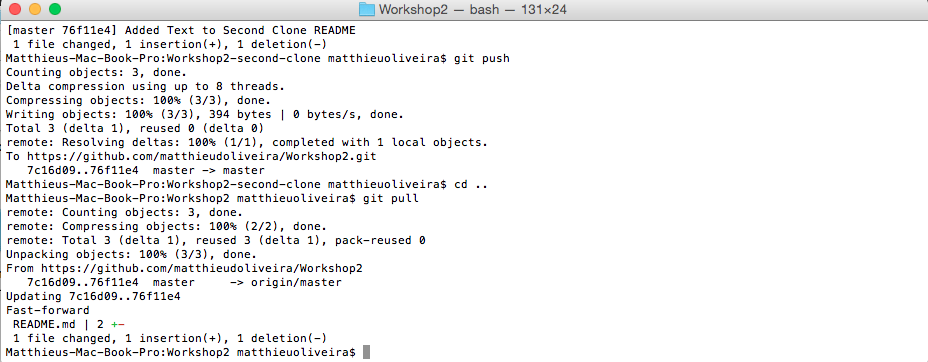 Workshop2 — bash — 131×24
[master 76f11e4] Added Text to Second Clone README
 1 file changed, 1 insertion(+), 1 deletion(-)
Matthieus-Mac-Book-Pro:Workshop2-second-clone matthieuoliveira$ git push
Counting objects: 3, done.
Delta compression using up to 8 threads.
Compressing objects: 100% (3/3), done.
Writing objects: 100% (3/3), 394 bytes | 0 bytes/s, done.
Total 3 (delta 1), reused 0 (delta 0)
remote: Resolving deltas: 100% (1/1), completed with 1 local objects.
To https://github.com/matthieudoliveira/Workshop2.git
   7c16d09..76f11e4  master -> master
Matthieus-Mac-Book-Pro:Workshop2-second-clone matthieuoliveira$ cd ..
Matthieus-Mac-Book-Pro:Workshop2 matthieuoliveira$ git pull
remote: Counting objects: 3, done.
remote: Compressing objects: 100% (2/2), done.
remote: Total 3 (delta 1), reused 3 (delta 1), pack-reused 0
Unpacking objects: 100% (3/3), done.
From https://github.com/matthieudoliveira/Workshop2
   7c16d09..76f11e4  master     -> origin/master
Updating 7c16d09..76f11e4
Fast-forward
 README.md | 2 +-
 1 file changed, 1 insertion(+), 1 deletion(-)
Matthieus-Mac-Book-Pro:Workshop2 matthieuoliveira$